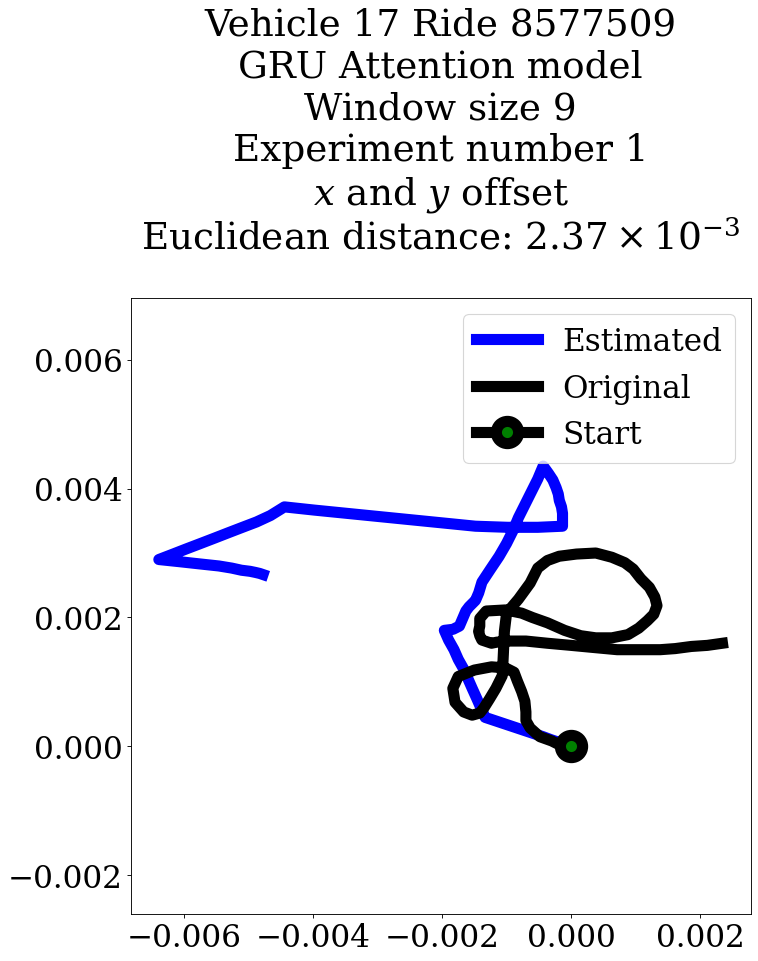 Vehicle 17 Ride 8577509
GRU Attention model
Window size 9
Experiment number 1
x and y offset
Euclidean distance: 2.37 × 10⁻³
Estimated
Original
Start
0.006
0.004
0.002
0.000
−0.002
−0.006 −0.004 −0.002 0.000 0.002